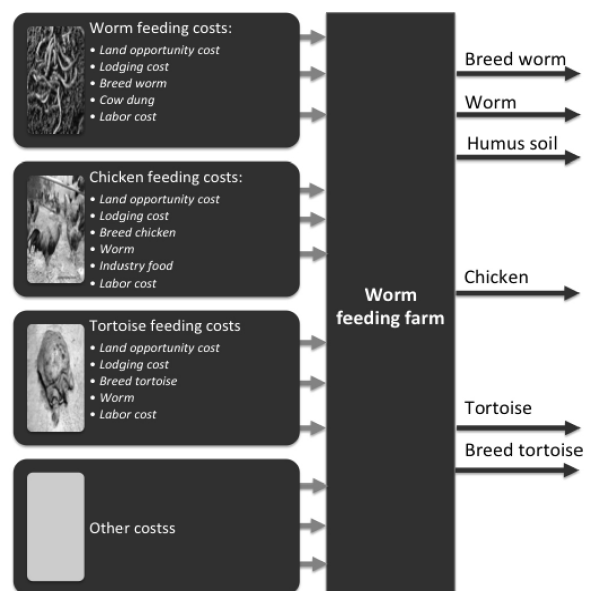 Worm feeding costs:
• Land opportunity cost
• Lodging cost
• Breed worm
• Cow dung
• Labor cost
Chicken feeding costs:
• Land opportunity cost
• Lodging cost
• Breed chicken
• Worm
• Industry food
• Labor cost
Tortoise feeding costs
• Land opportunity cost
• Lodging cost
• Breed tortoise
• Worm
• Labor cost
Other costss
Worm
feeding farm
Breed worm
Worm
Humus soil
Chicken
Tortoise
Breed tortoise